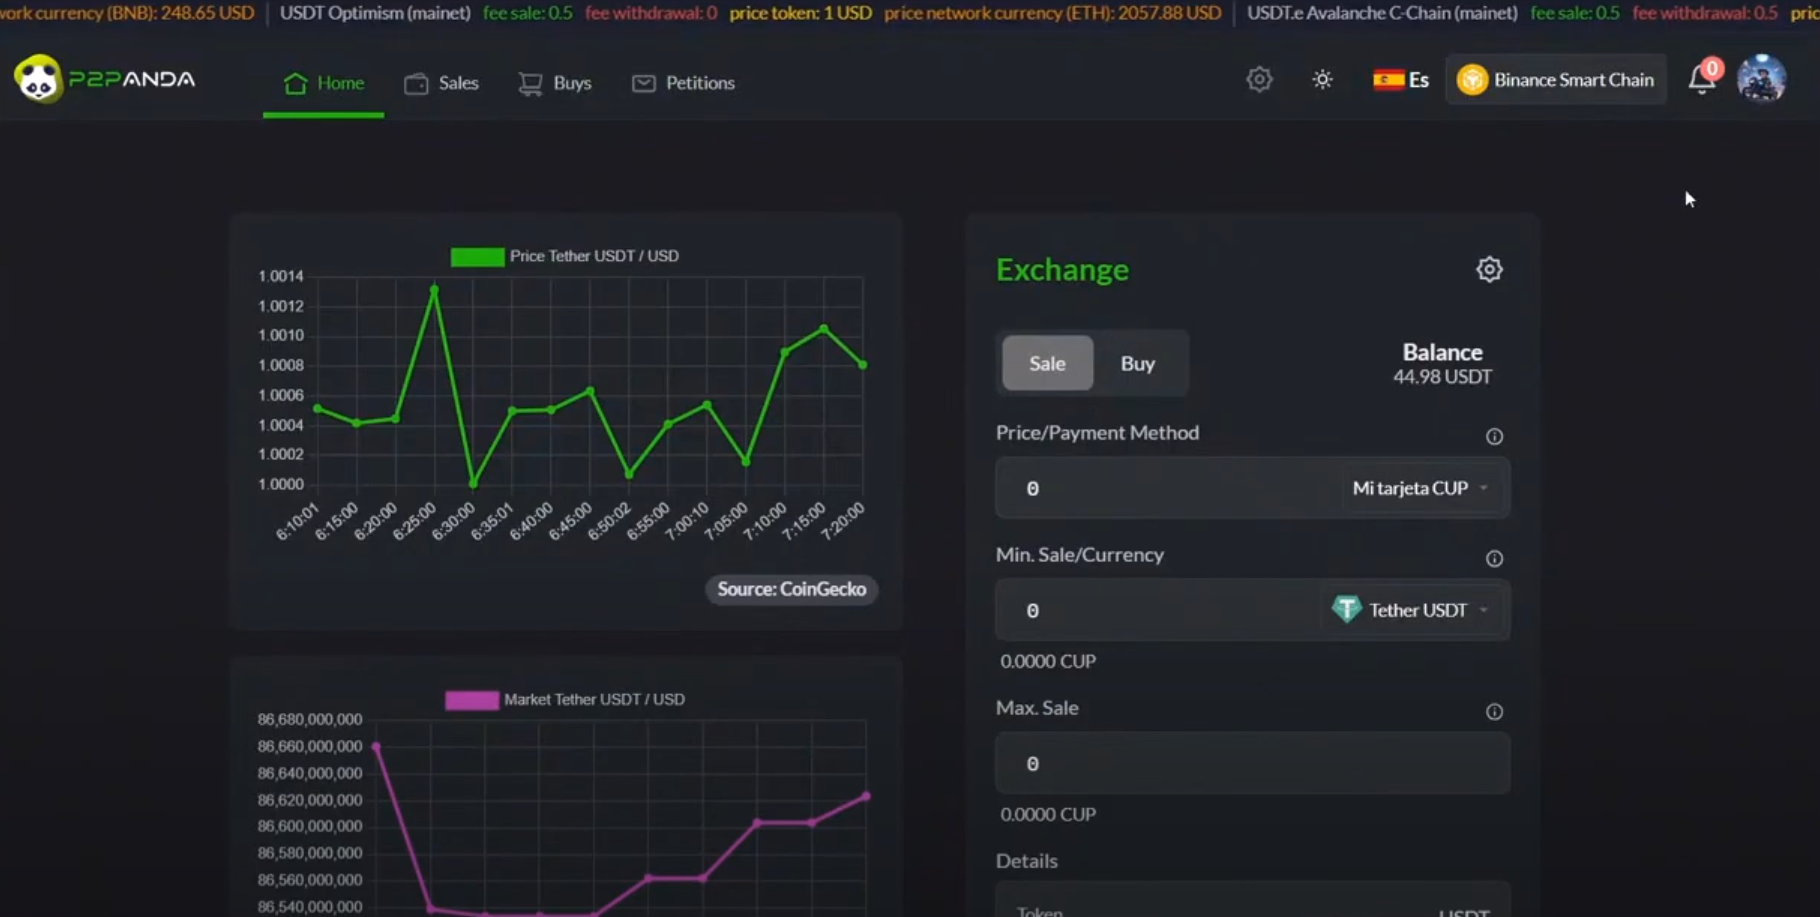 work currency (BNB): 248.65 USD USDT Optimism (mainet) fee sale: 0.5 fee withdrawal: 0 price token: 1 USD price network currency (ETH): 2057.88 USD USDT.e Avalanche C-Chain (mainet) fee sale: 0.5 fee withdrawal: 0.5 pric
P2PANDA
Home
Sales
Buys
Petitions
Es
Binance Smart Chain
0
Price Tether USDT / USD
1.0014
1.0012
1.0010
1.0008
1.0006
1.0004
1.0002
1.0000
6:10:01 6:15:00 6:20:00 6:25:00 6:30:00 6:35:01 6:40:00 6:45:00 6:50:02 6:55:00 7:00:10 7:05:00 7:10:00 7:15:00 7:20:00
Source: CoinGecko
Market Tether USDT / USD
86,680,000,000
86,660,000,000
86,640,000,000
86,620,000,000
86,600,000,000
86,580,000,000
86,560,000,000
86,540,000,000
Exchange
Sale
Buy
Balance
44.98 USDT
Price/Payment Method
0
Mi tarjeta CUP
Min. Sale/Currency
0
Tether USDT
0.0000 CUP
Max. Sale
0
0.0000 CUP
Details
Token
USDT